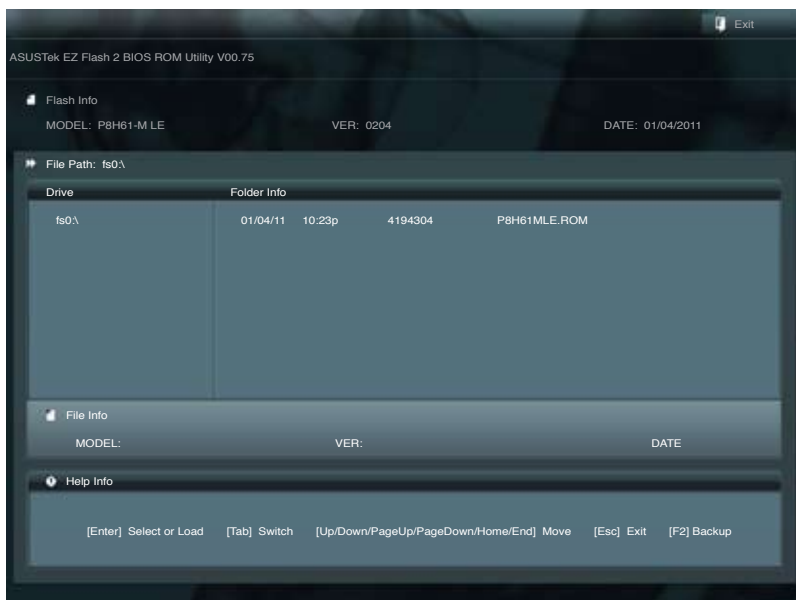 Exit
ASUSTek EZ Flash 2 BIOS ROM Utility V00.75
Flash Info
MODEL: P8H61-M LE VER: 0204 DATE: 01/04/2011
File Path: fs0:\
Drive Folder Info
fs0:\ 01/04/11 10:23p 4194304 P8H61MLE.ROM
File Info
MODEL: VER: DATE
Help Info
[Enter] Select or Load [Tab] Switch [Up/Down/PageUp/PageDown/Home/End] Move [Esc] Exit [F2] Backup